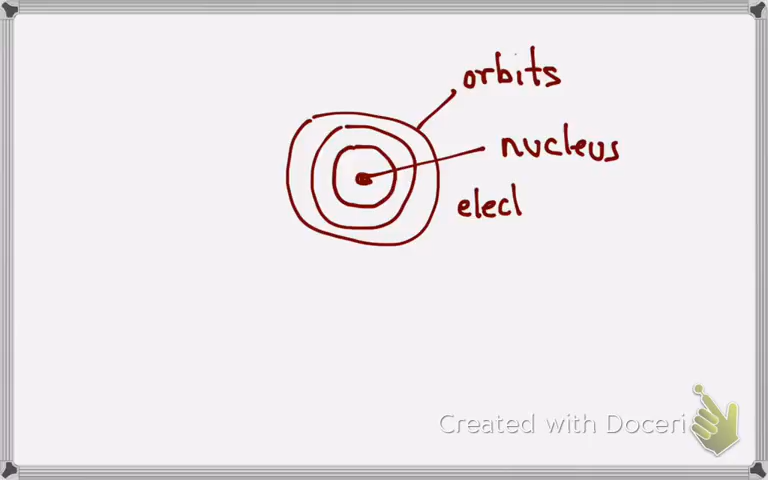 orbits
nucleus
elecl
Created with Doceri